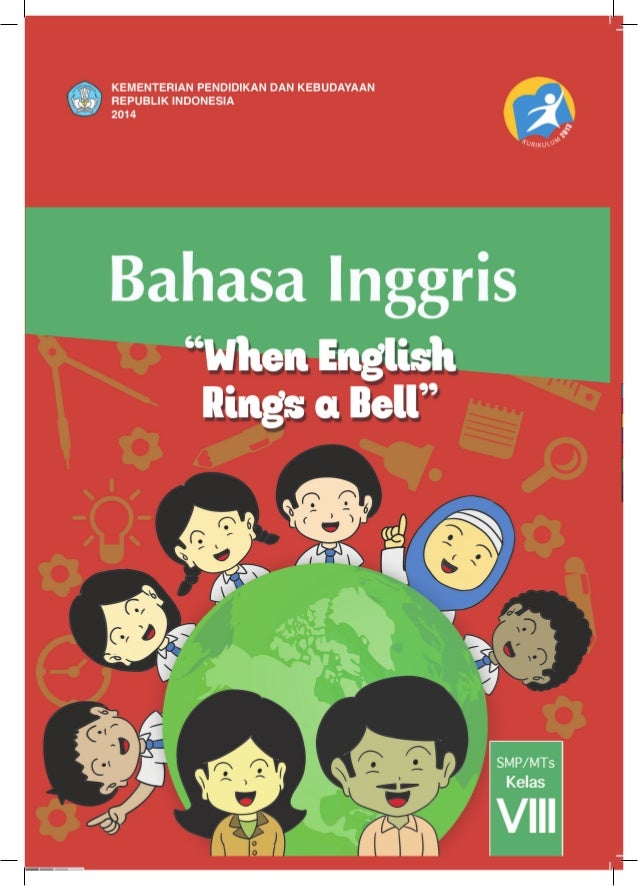 KEMENTERIAN PENDIDIKAN DAN KEBUDAYAAN
REPUBLIK INDONESIA
2014
KURIKULUM 2013
Bahasa Inggris
“When English
Rings a Bell”
SMP/MTs
Kelas
VIII